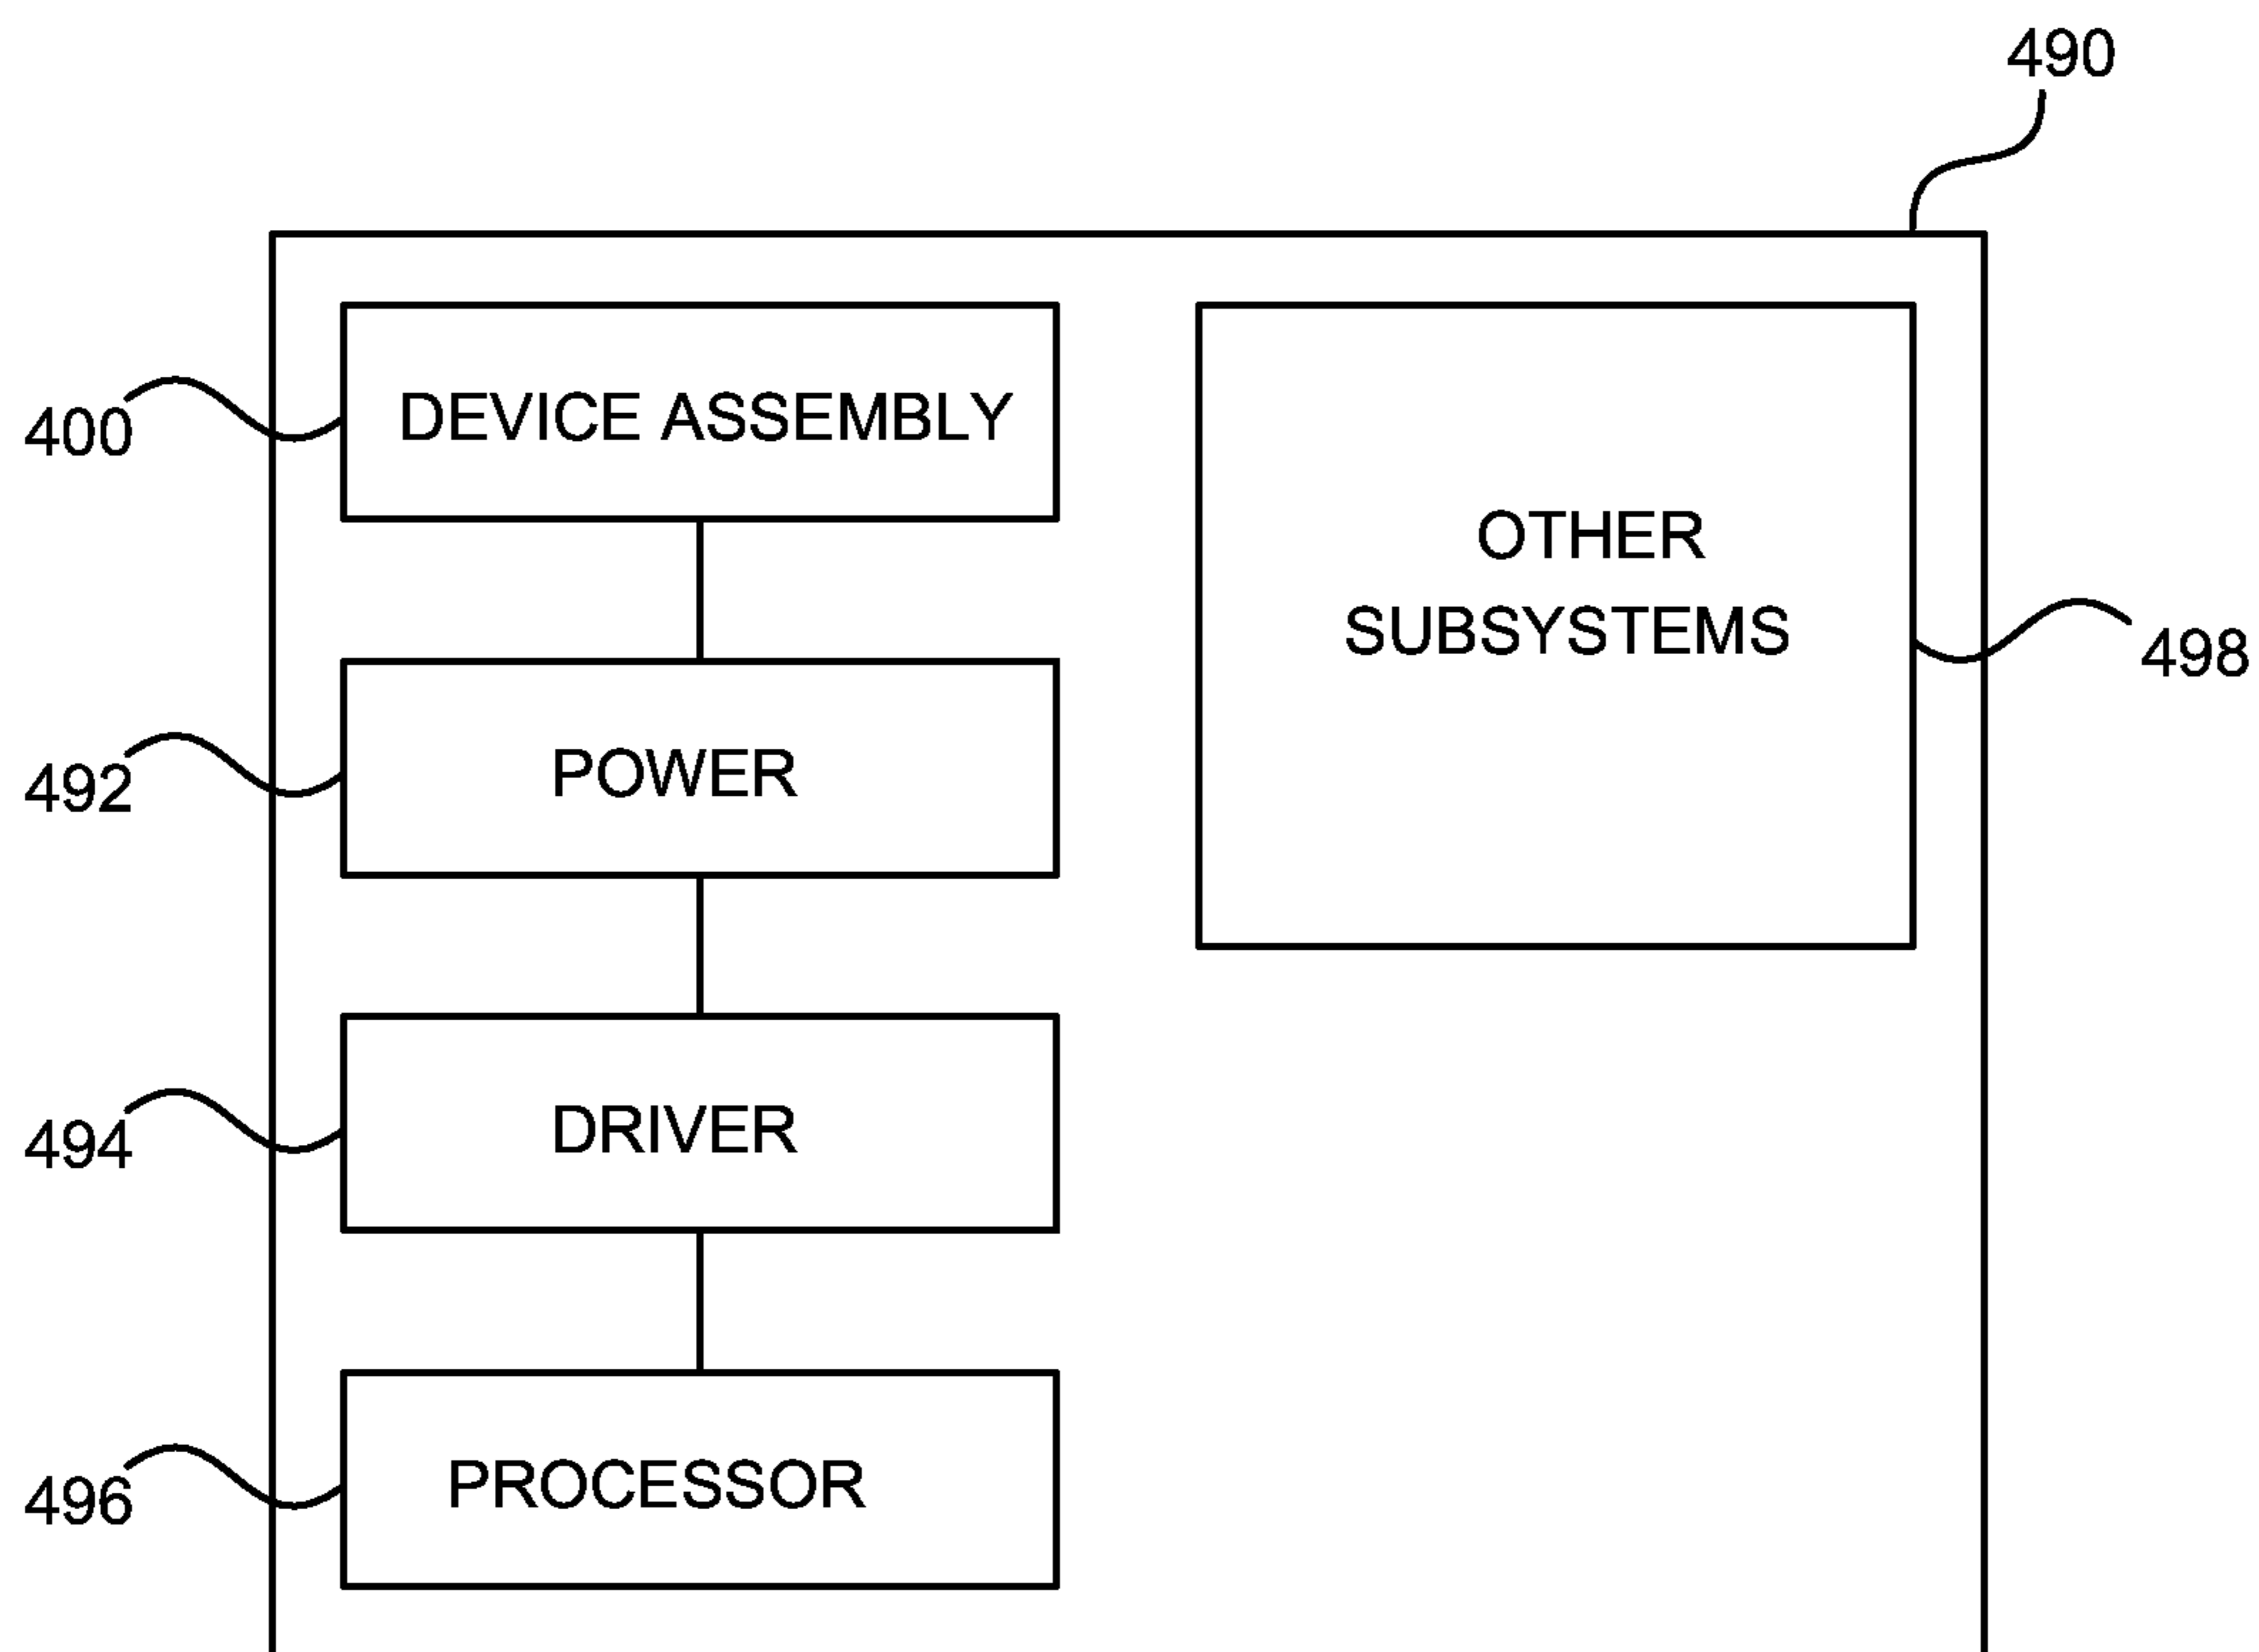 490
400
DEVICE ASSEMBLY
OTHER
SUBSYSTEMS
498
492
POWER
494
DRIVER
496
PROCESSOR